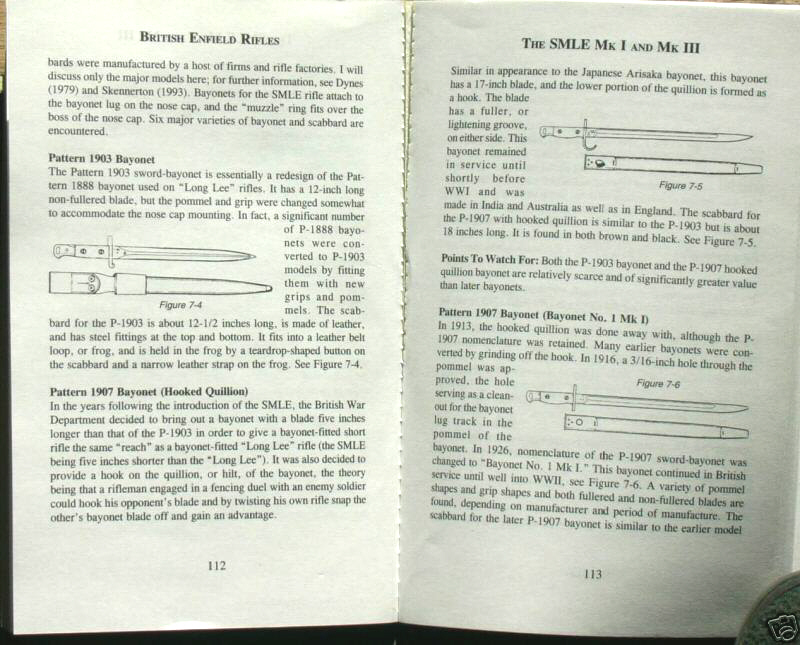 BRITISH ENFIELD RIFLES
bards were manufactured by a host of firms and rifle factories. I will
discuss only the major models here; for further information, see Dynes
(1979) and Skennerton (1993). Bayonets for the SMLE rifle attach to
the bayonet lug on the nose cap, and the "muzzle" ring fits over the
boss of the nose cap. Six major varieties of bayonet and scabbard are
encountered.
Pattern 1903 Bayonet
The Pattern 1903 sword-bayonet is essentially a redesign of the Pat-
tern 1888 bayonet used on "Long Lee" rifles. It has a 12-inch long
non-fullered blade, but the pommel and grip were changed somewhat
to accommodate the nose cap mounting. In fact, a significant number
of P-1888 bayo-
nets were con-
verted to P-1903
models by fitting
them with new
grips and pom-
mels. The scab-
Figure 7-4
bard for the P-1903 is about 12-1/2 inches long, is made of leather,
and has steel fittings at the top and bottom. It fits into a leather belt
loop, or frog, and is held in the frog by a teardrop-shaped button on
the scabbard and a narrow leather strap on the frog. See Figure 7-4.
Pattern 1907 Bayonet (Hooked Quillion)
In the years following the introduction of the SMLE, the British War
Department decided to bring out a bayonet with a blade five inches
longer than that of the P-1903 in order to give a bayonet-fitted short
rifle the same "reach" as a bayonet-fitted "Long Lee" rifle (the SMLE
being five inches shorter than the "Long Lee"). It was also decided to
provide a hook on the quillion, or hilt, of the bayonet, the theory
being that a rifleman engaged in a fencing duel with an enemy soldier
could hook his opponent's blade and by twisting his own rifle snap the
other's bayonet blade off and gain an advantage.
112
THE SMLE MK I AND MK III
Similar in appearance to the Japanese Arisaka bayonet, this bayonet
has a 17-inch blade, and the lower portion of the quillion is formed as
a hook. The blade
has a fuller, or
lightening groove,
on either side. This
bayonet remained
in service until
shortly before
WWI and was
Figure 7-5
made in India and Australia as well as in England. The scabbard for
the P-1907 with hooked quillion is similar to the P-1903 but is about
18 inches long. It is found in both brown and black. See Figure 7-5.
Points To Watch For: Both the P-1903 bayonet and the P-1907 hooked
quillion bayonet are relatively scarce and of significantly greater value
than later bayonets.
Pattern 1907 Bayonet (Bayonet No. 1 Mk I)
In 1913, the hooked quillion was done away with, although the P-
1907 nomenclature was retained. Many earlier bayonets were con-
verted by grinding off the hook. In 1916, a 3/16-inch hole through the
pommel was ap-
proved, the hole
serving as a clean-
out for the bayonet
lug track in the
pommel of the
Figure 7-6
bayonet. In 1926, nomenclature of the P-1907 sword-bayonet was
changed to "Bayonet No. 1 Mk I." This bayonet continued in British
service until well into WWII, see Figure 7-6. A variety of pommel
shapes and grip shapes and both fullered and non-fullered blades are
found, depending on manufacturer and period of manufacture. The
scabbard for the later P-1907 bayonet is similar to the earlier model
113